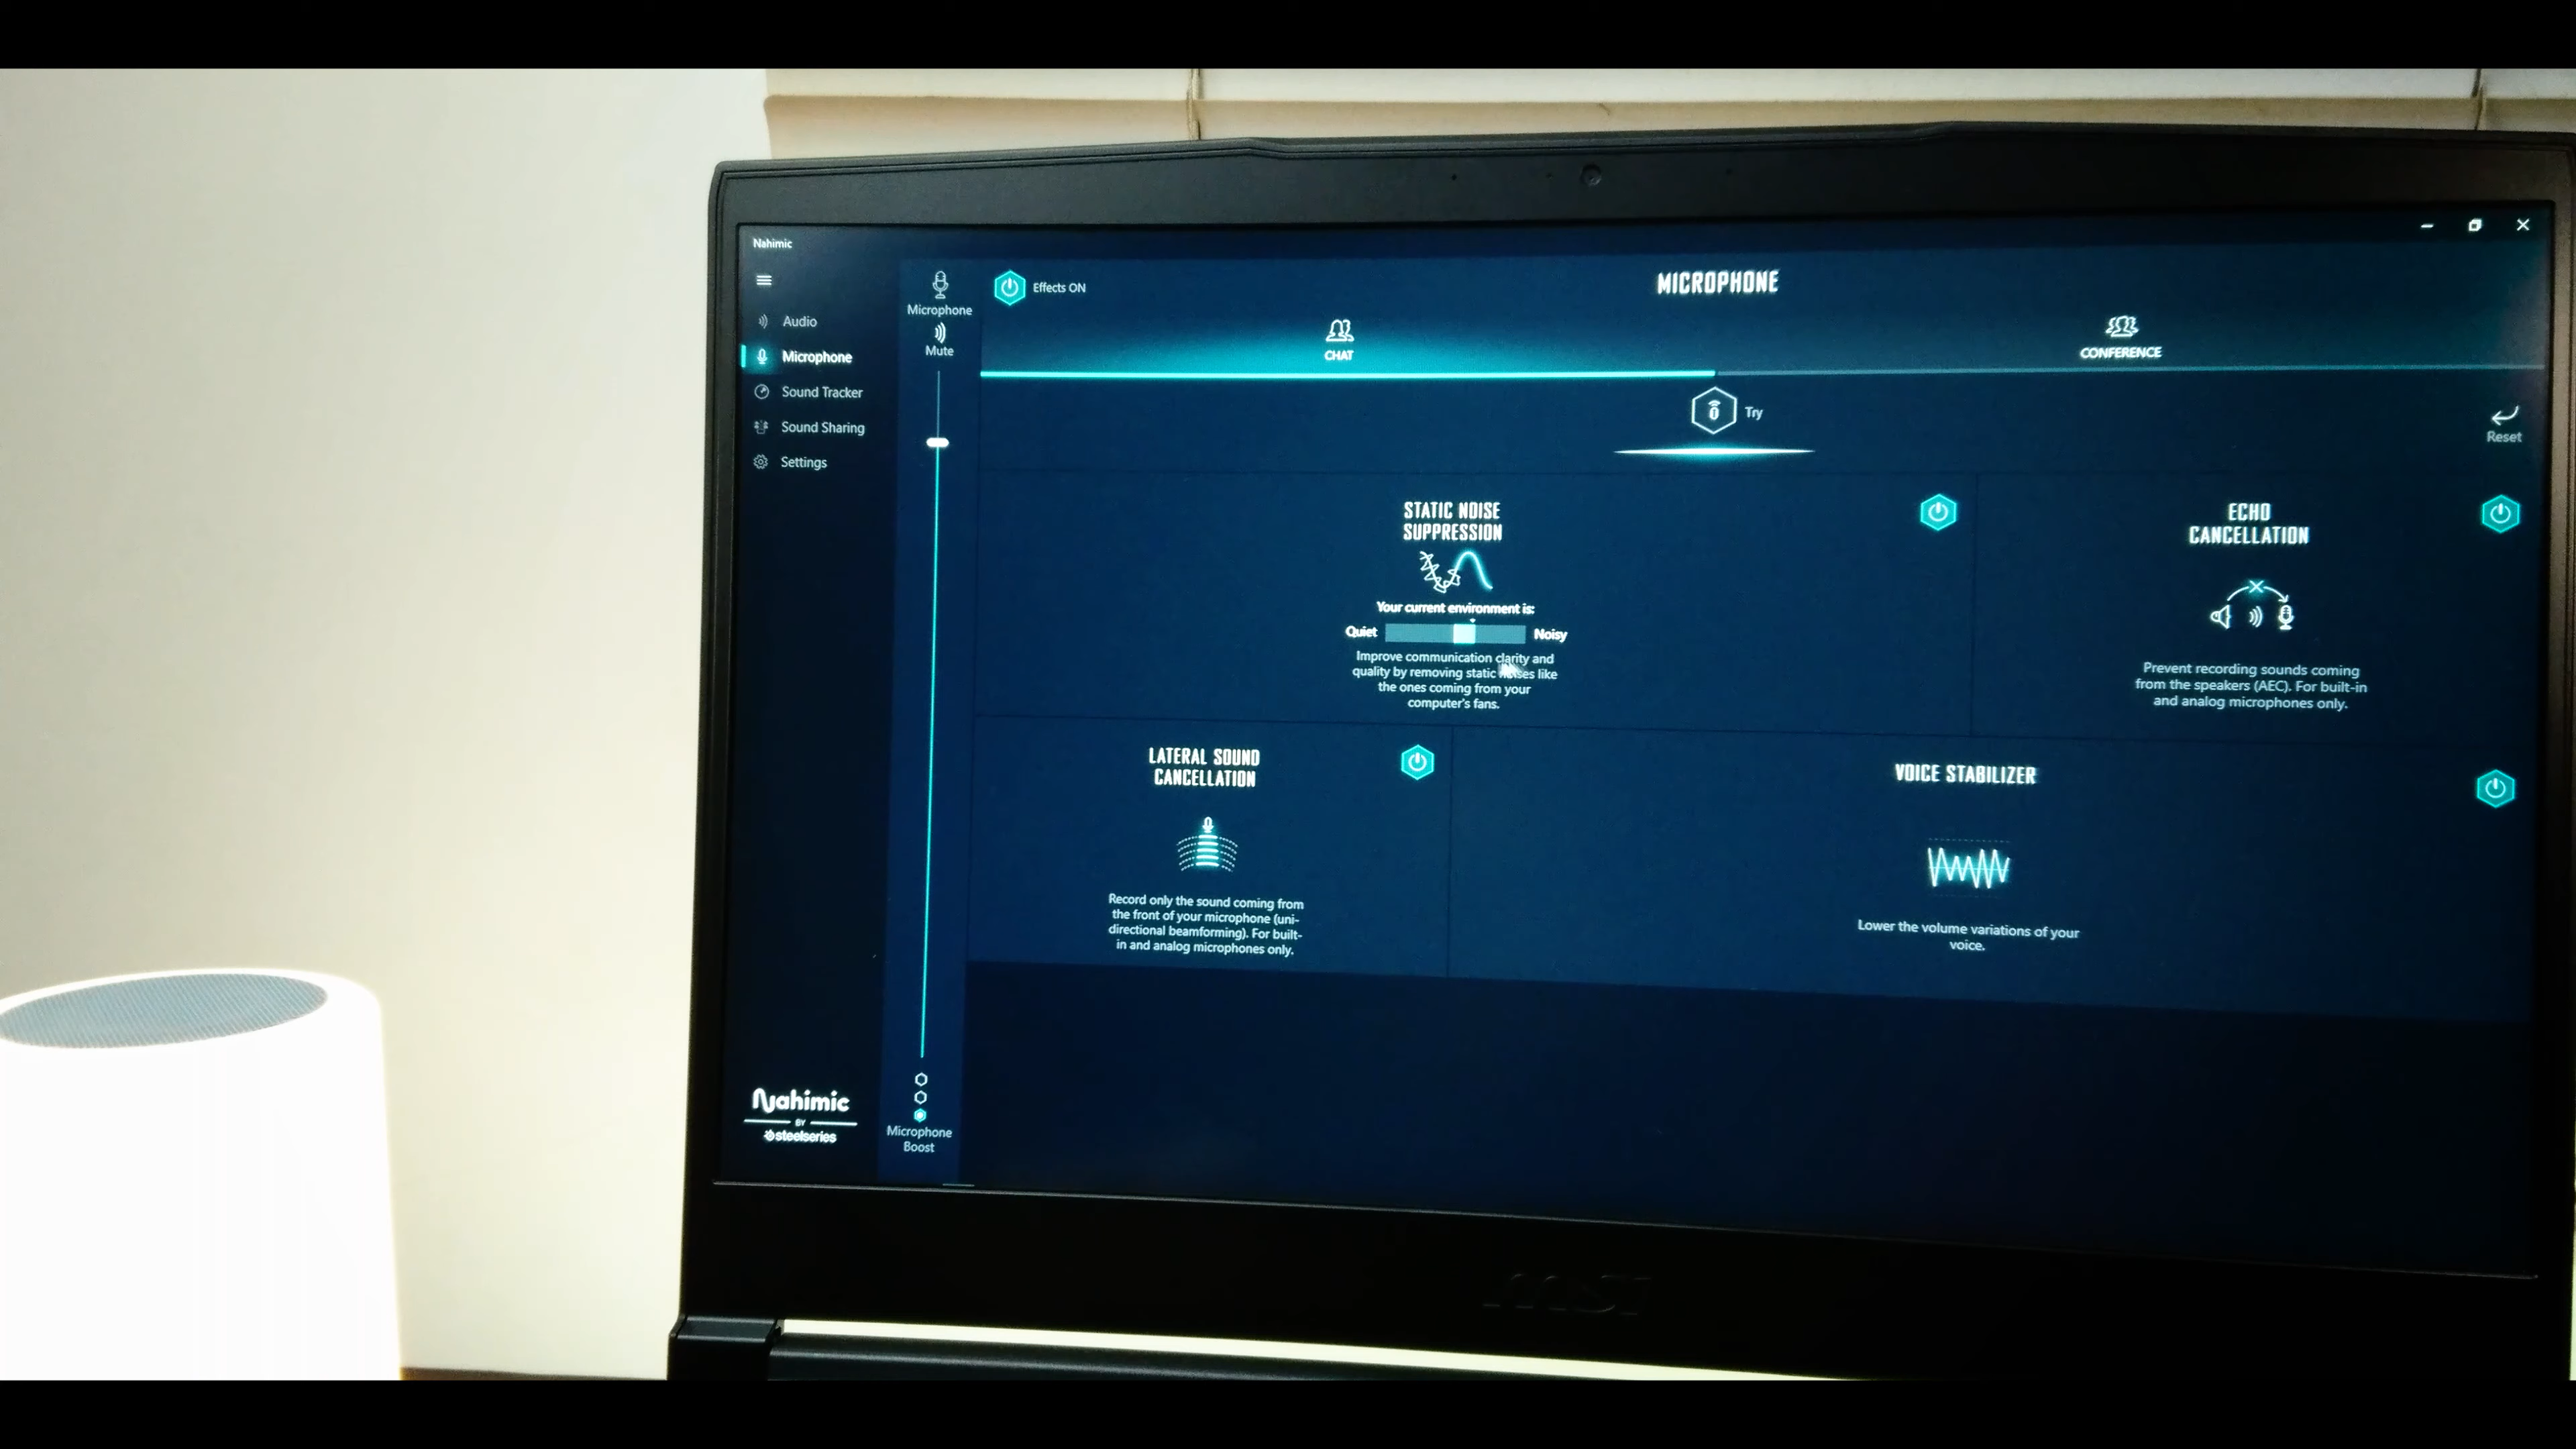 Nahimic
Audio
Microphone
Sound Tracker
Sound Sharing
Settings
Nahimic
BY
steelseries
Microphone
Mute
Microphone
Boost
Effects ON
MICROPHONE
CHAT
CONFERENCE
Try
Reset
STATIC NOISE
SUPPRESSION
Your current environment is:
Quiet
Noisy
Improve communication clarity and
quality by removing static noises like
the ones coming from your
computer's fans.
ECHO
CANCELLATION
Prevent recording sounds coming
from the speakers (AEC). For built-in
and analog microphones only.
LATERAL SOUND
CANCELLATION
Record only the sound coming from
the front of your microphone (uni-
directional beamforming). For built-
in and analog microphones only.
VOICE STABILIZER
Lower the volume variations of your
voice.
msi